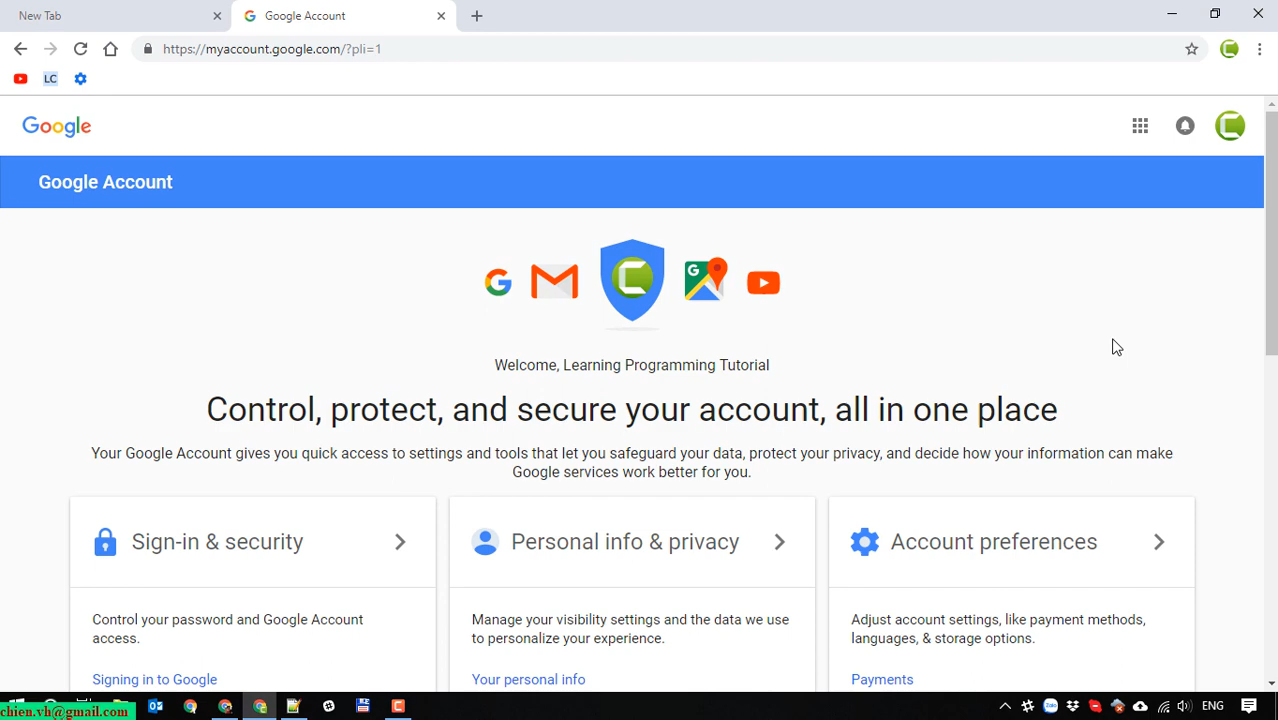 New Tab
Google Account
https://myaccount.google.com/?pli=1
LC
Google
Google Account
Welcome, Learning Programming Tutorial
Control, protect, and secure your account, all in one place
Your Google Account gives you quick access to settings and tools that let you safeguard your data, protect your privacy, and decide how your information can make
Google services work better for you.
Sign-in & security
Personal info & privacy
Account preferences
Control your password and Google Account
access.
Manage your visibility settings and the data we use
to personalize your experience.
Adjust account settings, like payment methods,
languages, & storage options.
Signing in to Google
Your personal info
Payments
chien.vh@gmail.com
Zalo
ENG